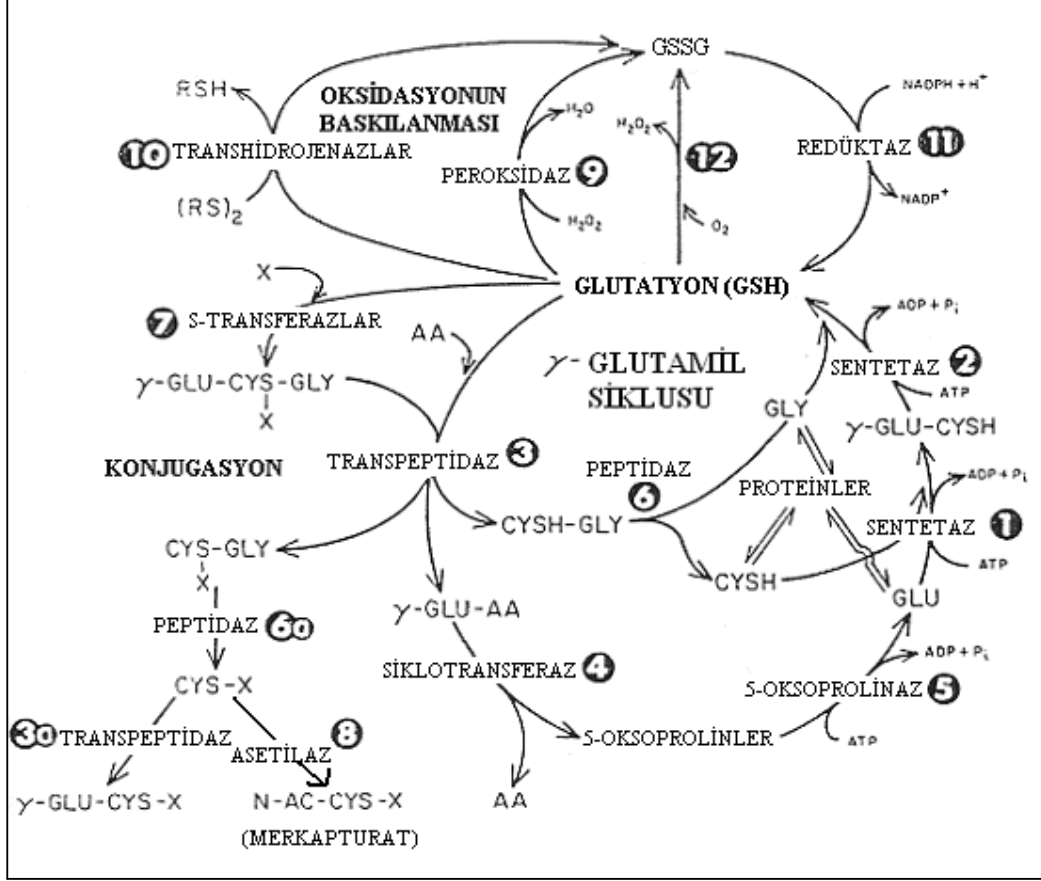 GSSG
RSH
OKSİDASYONUN
BASKILANMASI
H₂O
H₂O₂
NADPH + H⁺
10 TRANSHİDROJENAZLAR
PEROKSİDAZ 9
12
REDÜKTAZ 11
(RS)₂
H₂O₂
O₂
NADP⁺
X
GLUTATYON (GSH)
7 S-TRANSFERAZLAR
AA
ADP + Pᵢ
γ-GLU-CYS-GLY
X
γ- GLUTAMİL
SİKLUSU
SENTETAZ 2
ATP
GLY
γ-GLU-CYSH
KONJUGASYON
TRANSPEPTİDAZ 3
PEPTİDAZ
6
PROTEİNLER
ADP + Pᵢ
CYSH-GLY
SENTETAZ 1
CYS-GLY
X
CYSH
ATP
GLU
PEPTİDAZ 6a
γ-GLU-AA
ADP + Pᵢ
CYS-X
SİKLOTRANSFERAZ 4
5-OKSOPROLİNAZ 5
3a TRANSPEPTİDAZ
ASETİLAZ 8
5-OKSOPROLİNLER
ATP
γ-GLU-CYS-X
N-AC-CYS-X
AA
(MERKAPTURAT)